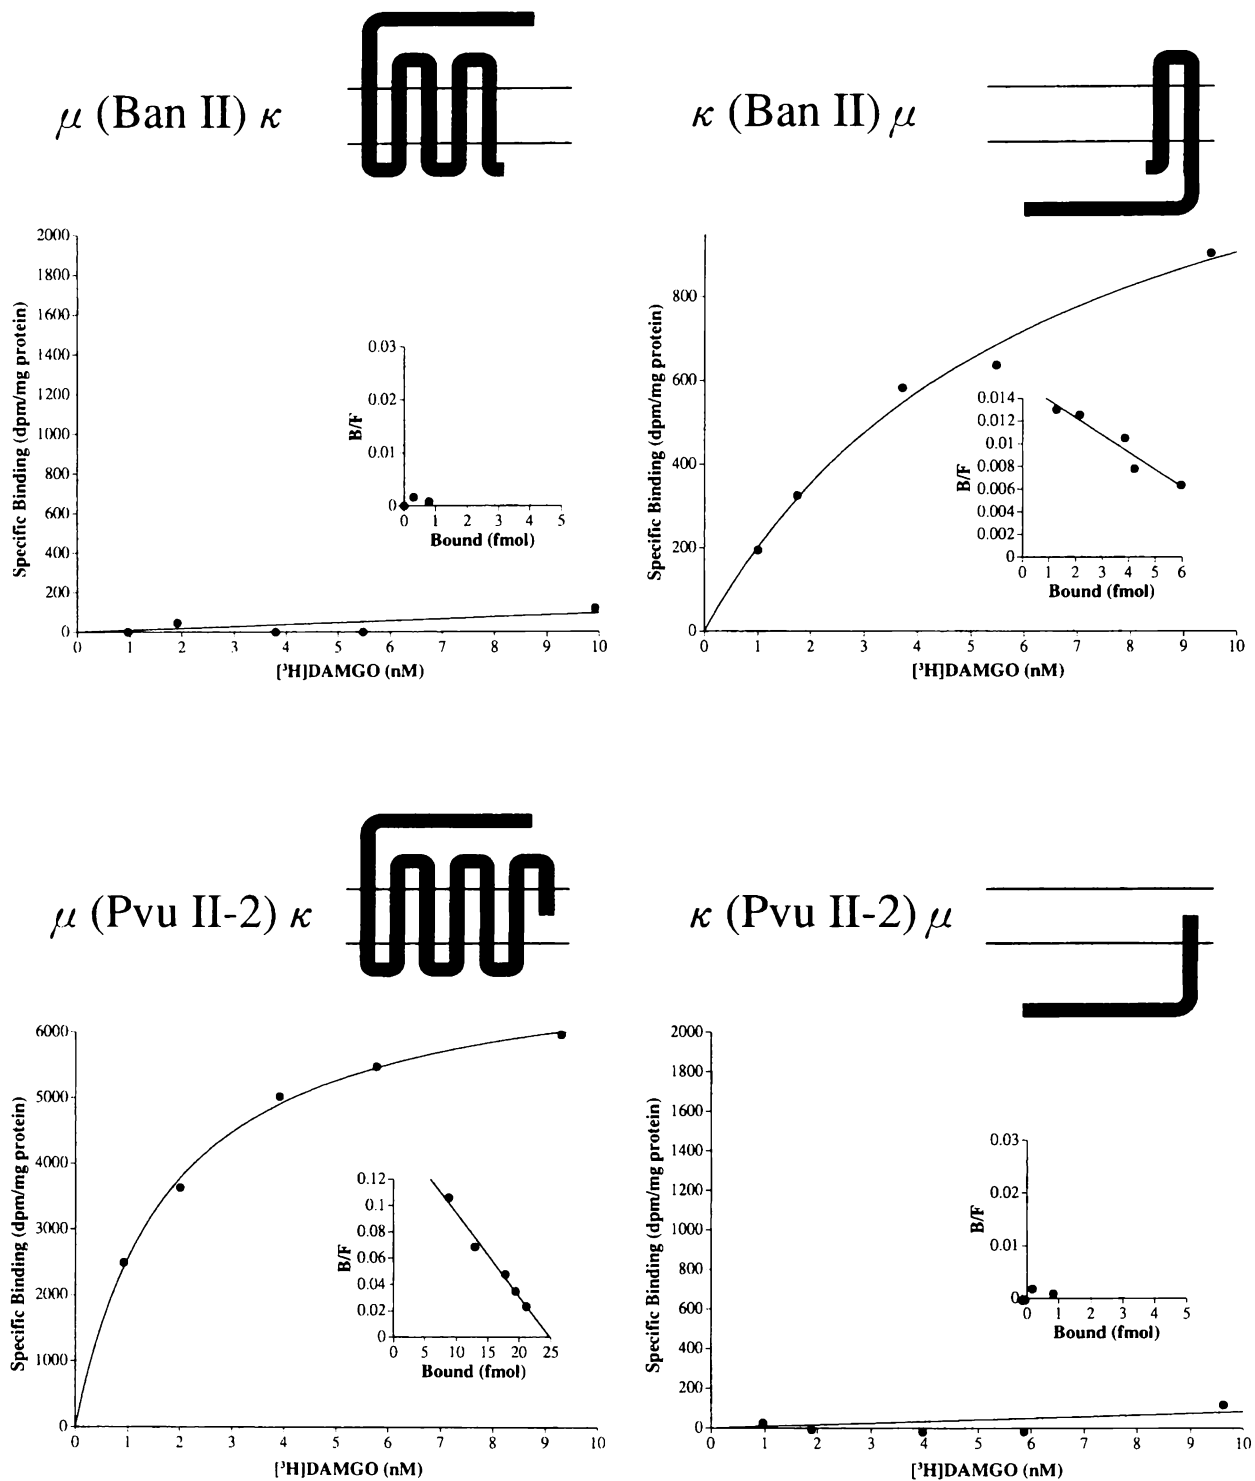 μ (Ban II) κ
2000
1800
1600
1400
1200
1000
800
600
400
200
0
Specific Binding (dpm/mg protein)
0 1 2 3 4 5 6 7 8 9 10
[³H]DAMGO (nM)
0.03
0.02
0.01
0
B/F
0 1 2 3 4 5
Bound (fmol)
κ (Ban II) μ
800
600
400
200
0
Specific Binding (dpm/mg protein)
0 1 2 3 4 5 6 7 8 9 10
[³H]DAMGO (nM)
0.014
0.012
0.01
0.008
0.006
0.004
0.002
0
B/F
0 1 2 3 4 5 6
Bound (fmol)
μ (Pvu II-2) κ
6000
5000
4000
3000
2000
1000
0
Specific Binding (dpm/mg protein)
0 1 2 3 4 5 6 7 8 9 10
[³H]DAMGO (nM)
0.12
0.1
0.08
0.06
0.04
0.02
0
B/F
0 5 10 15 20 25
Bound (fmol)
κ (Pvu II-2) μ
2000
1800
1600
1400
1200
1000
800
600
400
200
0
Specific Binding (dpm/mg protein)
0 1 2 3 4 5 6 7 8 9 10
[³H]DAMGO (nM)
0.03
0.02
0.01
0
B/F
0 1 2 3 4 5
Bound (fmol)